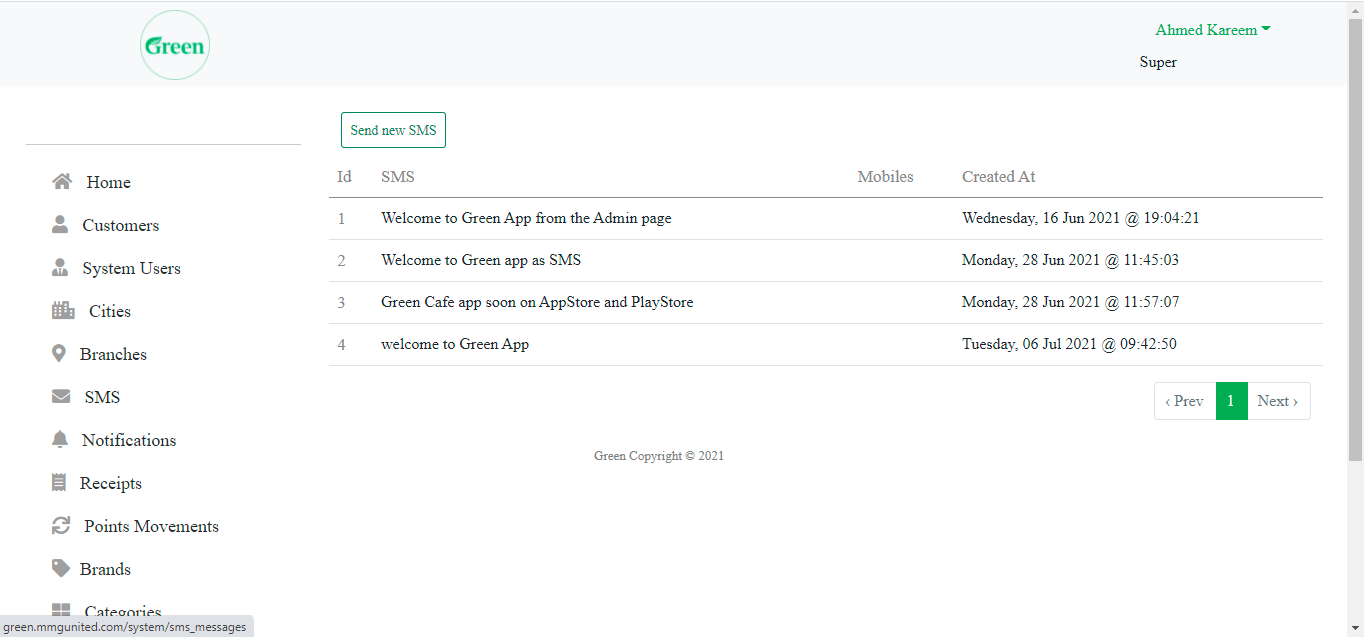 Green
Ahmed Kareem
Super
Send new SMS
Id SMS Mobiles Created At
1 Welcome to Green App from the Admin page Wednesday, 16 Jun 2021 @ 19:04:21
2 Welcome to Green app as SMS Monday, 28 Jun 2021 @ 11:45:03
3 Green Cafe app soon on AppStore and PlayStore Monday, 28 Jun 2021 @ 11:57:07
4 welcome to Green App Tuesday, 06 Jul 2021 @ 09:42:50
‹ Prev 1 Next ›
Green Copyright © 2021
Home
Customers
System Users
Cities
Branches
SMS
Notifications
Receipts
Points Movements
Brands
Categories
green.mmgunited.com/system/sms_messages